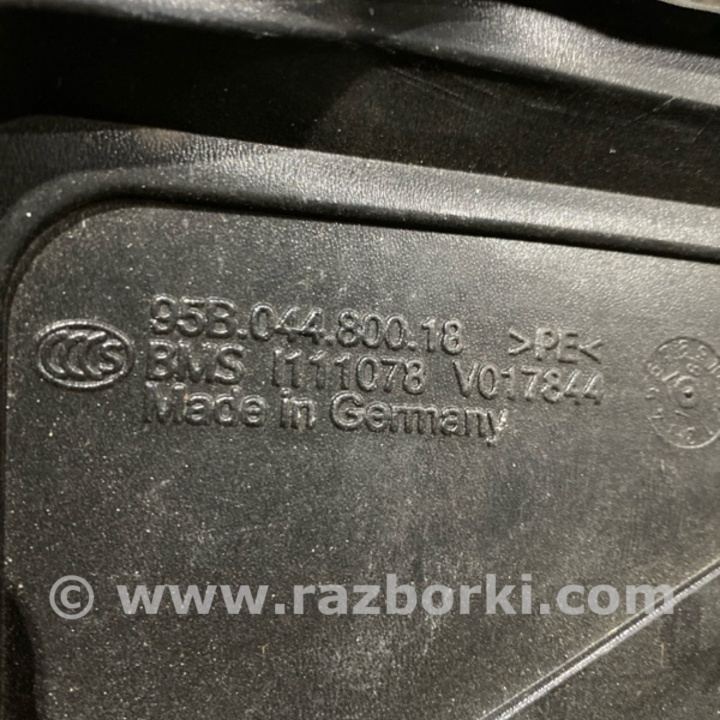 95B.044.800.18 >PE<
CCC S
BMS I111078 V017844
Made in Germany
© www.razborki.com